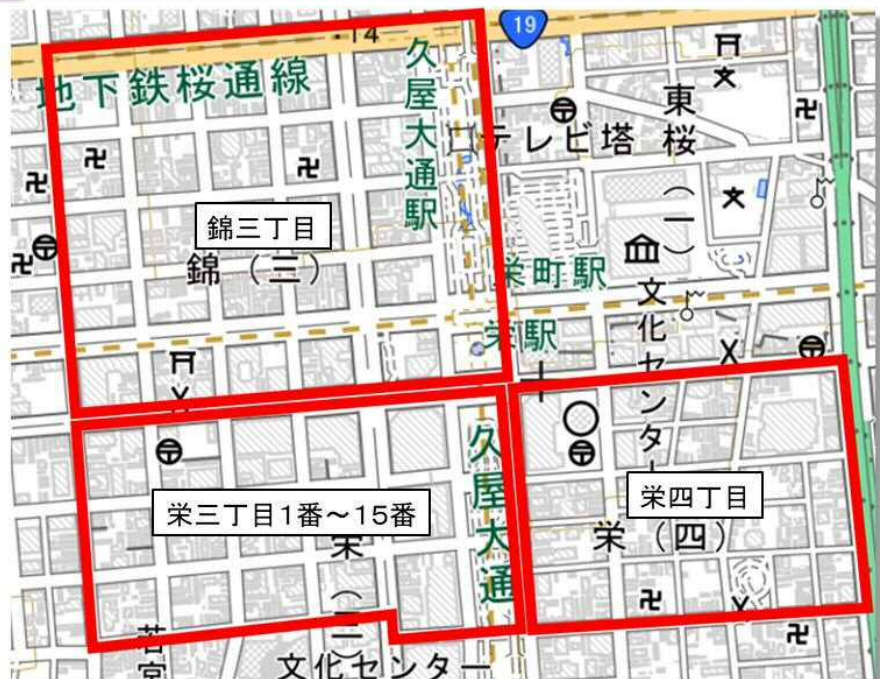 19
・14
地下鉄桜通線
久屋大通駅
テレビ塔
東桜（一）
錦三丁目
錦（三）
栄町駅
栄駅
文化センター
栄三丁目1番～15番
久屋大通
栄四丁目
栄（四）
栄（三）
若宮
文化センター